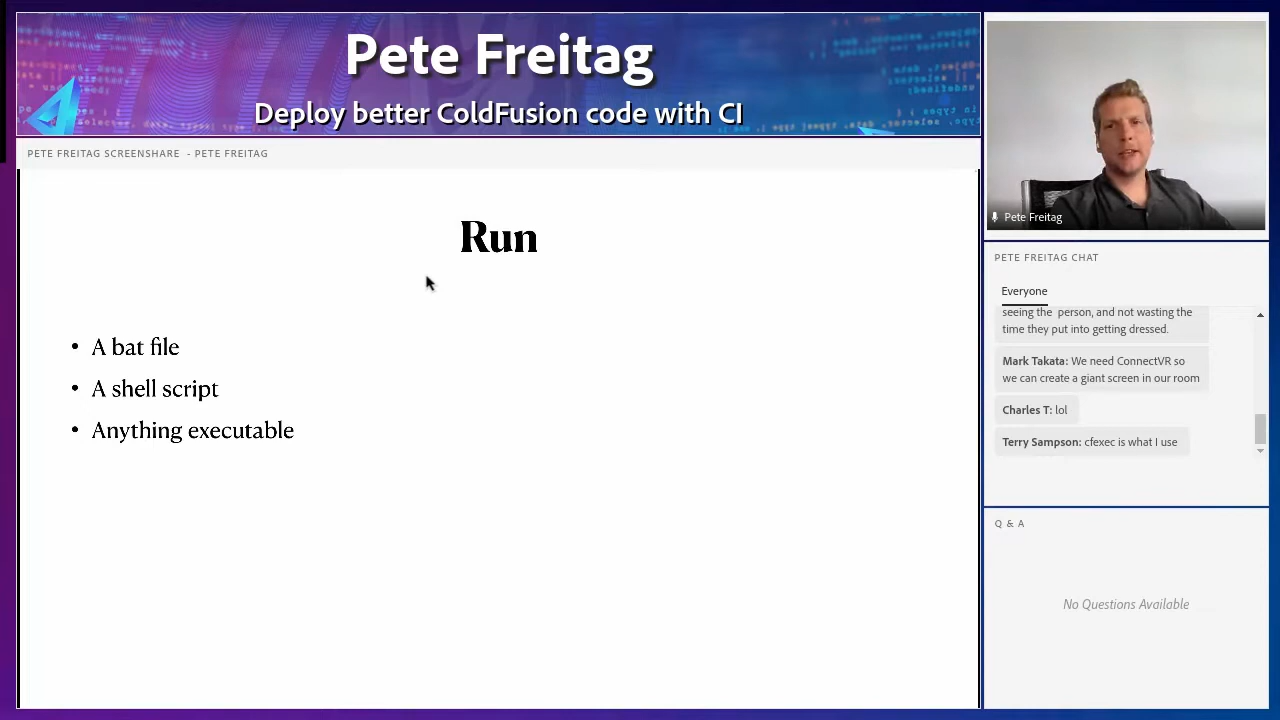 Pete Freitag
Deploy better ColdFusion code with CI
PETE FREITAG SCREENSHARE - PETE FREITAG
Run
• A bat file
• A shell script
• Anything executable
Pete Freitag
PETE FREITAG CHAT
Everyone
seeing the person, and not wasting the
time they put into getting dressed.
Mark Takata: We need ConnectVR so
we can create a giant screen in our room
Charles T: lol
Terry Sampson: cfexec is what I use
Q & A
No Questions Available